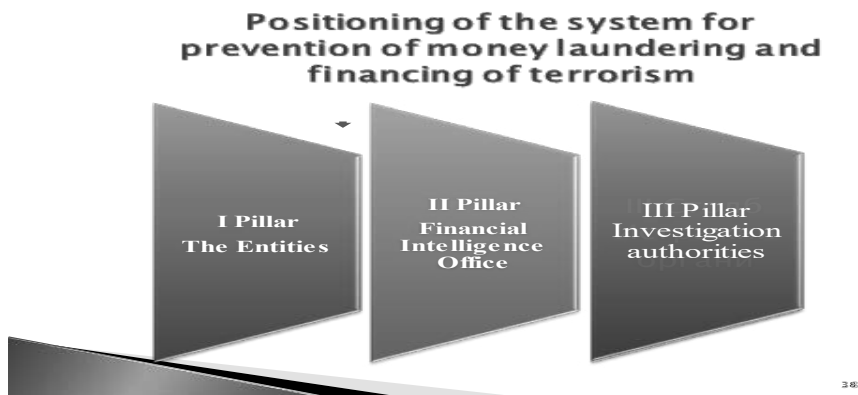 Positioning of the system for
prevention of money laundering and
financing of terrorism
I Pillar
The Entities
II Pillar
Financial
Intelligence
Office
III Pillar
Investigation
authorities